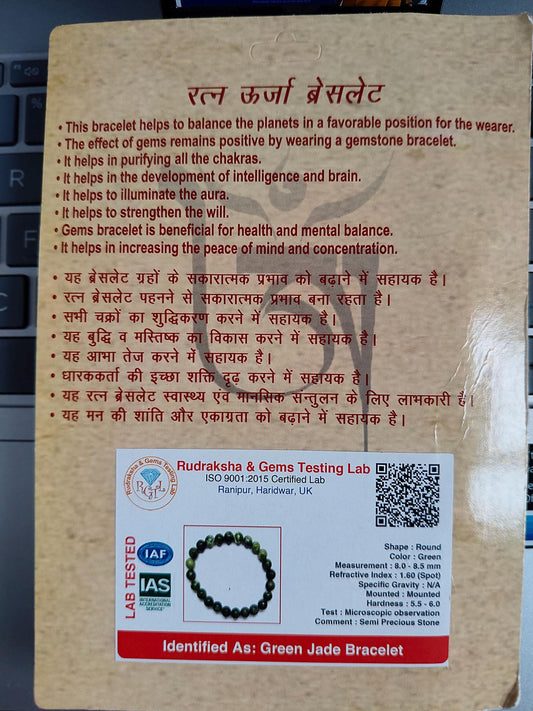 रत्न ऊर्जा ब्रेसलेट
• This bracelet helps to balance the planets in a favorable position for the wearer.
• The effect of gems remains positive by wearing a gemstone bracelet.
• It helps in purifying all the chakras.
• It helps in the development of intelligence and brain.
• It helps to illuminate the aura.
• It helps to strengthen the will.
• Gems bracelet is beneficial for health and mental balance.
• It helps in increasing the peace of mind and concentration.
• यह ब्रेसलेट ग्रहों के सकारात्मक प्रभाव को बढ़ाने में सहायक है।
• रत्न ब्रेसलेट पहनने से सकारात्मक प्रभाव बना रहता है।
• सभी चक्रों का शुद्धिकरण करने में सहायक है।
• यह बुद्धि व मस्तिष्क का विकास करने में सहायक है।
• यह आभा तेज करने में सहायक है।
• धारककर्ता की इच्छा शक्ति दृढ़ करने में सहायक है।
• यह रत्न ब्रेसलेट स्वास्थ्य एंव मानसिक सन्तुलन के लिए लाभकारी है।
• यह मन की शांति और एकाग्रता को बढ़ाने में सहायक है।
Rudraksha & Gems Testing Lab
Rudraksha & Gems Testing Lab
ISO 9001:2015 Certified Lab
Ranipur, Haridwar, UK
LAB TESTED
IAF
IAS
INTERNATIONAL
ACCREDITATION
SERVICE
Shape : Round
Color : Green
Measurement : 8.0 - 8.5 mm
Refractive Index : 1.60 (Spot)
Specific Gravity : N/A
Mounted : Mounted
Hardness : 5.5 - 6.0
Test : Microscopic observation
Comment : Semi Precious Stone
Identified As: Green Jade Bracelet
R